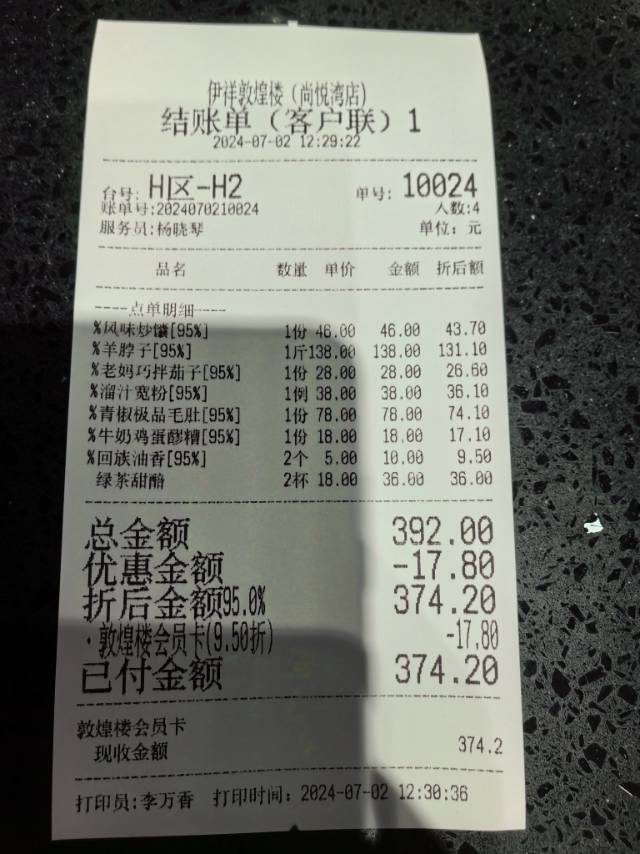 伊祥敦煌楼（尚悦湾店）
结账单（客户联）1
2024-07-02 12:29:22
台号: H区-H2 单号: 10024
账单号:2024070210024 人数:4
服务员:杨晓琴 单位: 元
品名 数量 单价 金额 折后额
----点单明细----
%风味炒馕[95%] 1份 46.00 46.00 43.70
%羊脖子[95%] 1斤138.00 138.00 131.10
%老妈巧拌茄子[95%] 1份 28.00 28.00 26.60
%溜汁宽粉[95%] 1例 38.00 38.00 36.10
%青椒极品毛肚[95%] 1份 78.00 78.00 74.10
%牛奶鸡蛋醪糟[95%] 1份 18.00 18.00 17.10
%回族油香[95%] 2个 5.00 10.00 9.50
绿茶甜醅 2杯 18.00 36.00 36.00
总金额 392.00
优惠金额 -17.80
折后金额95.0% 374.20
·敦煌楼会员卡(9.50折) -17.80
已付金额 374.20
敦煌楼会员卡
现收金额 374.2
打印员:李万香 打印时间: 2024-07-02 12:30:36